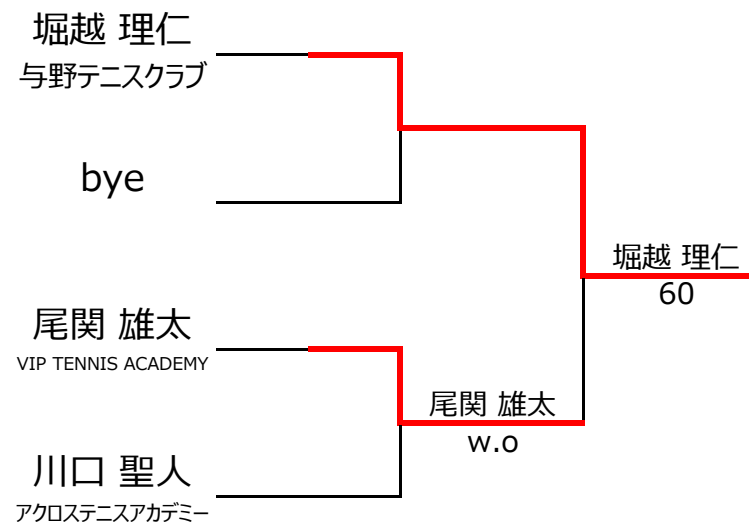 堀越 理仁
与野テニスクラブ
bye
堀越 理仁
60
尾関 雄太
VIP TENNIS ACADEMY
尾関 雄太
w.o
川口 聖人
アクロステニスアカデミー